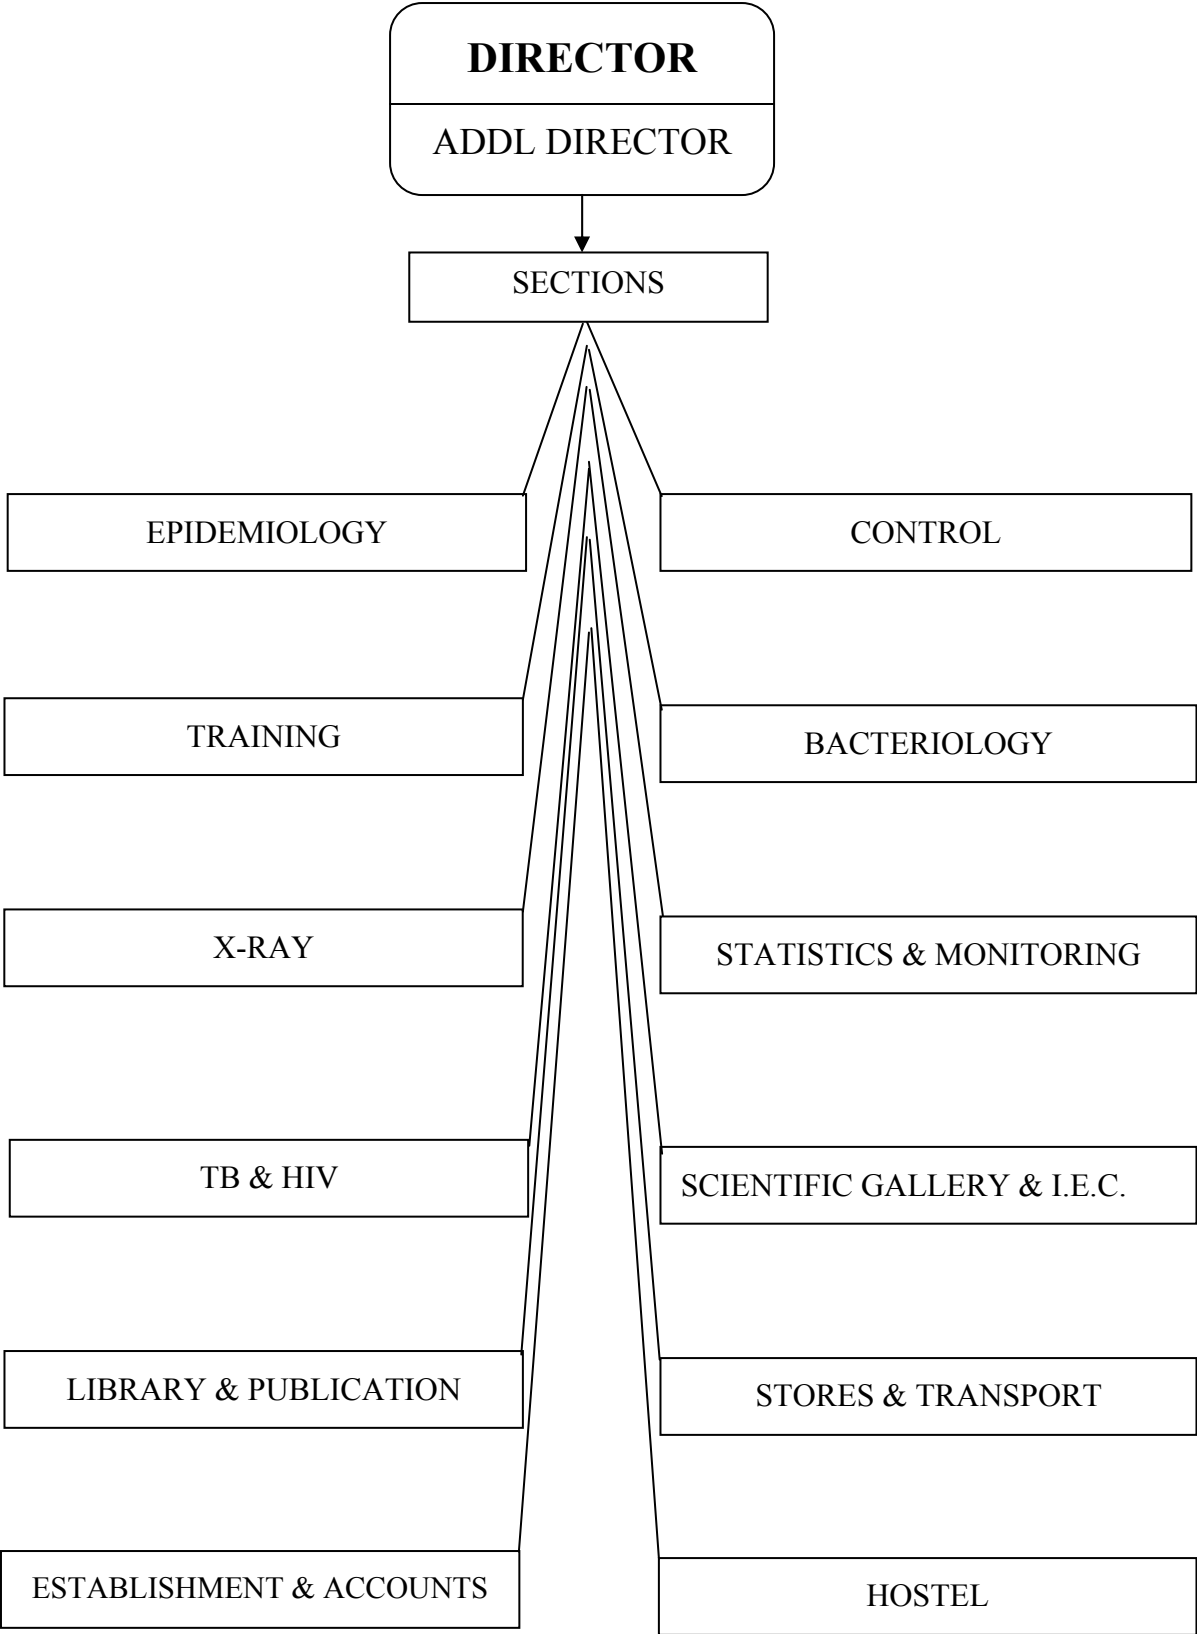 DIRECTOR
ADDL DIRECTOR
SECTIONS
EPIDEMIOLOGY
CONTROL
TRAINING
BACTERIOLOGY
X-RAY
STATISTICS & MONITORING
TB & HIV
SCIENTIFIC GALLERY & I.E.C.
LIBRARY & PUBLICATION
STORES & TRANSPORT
ESTABLISHMENT & ACCOUNTS
HOSTEL